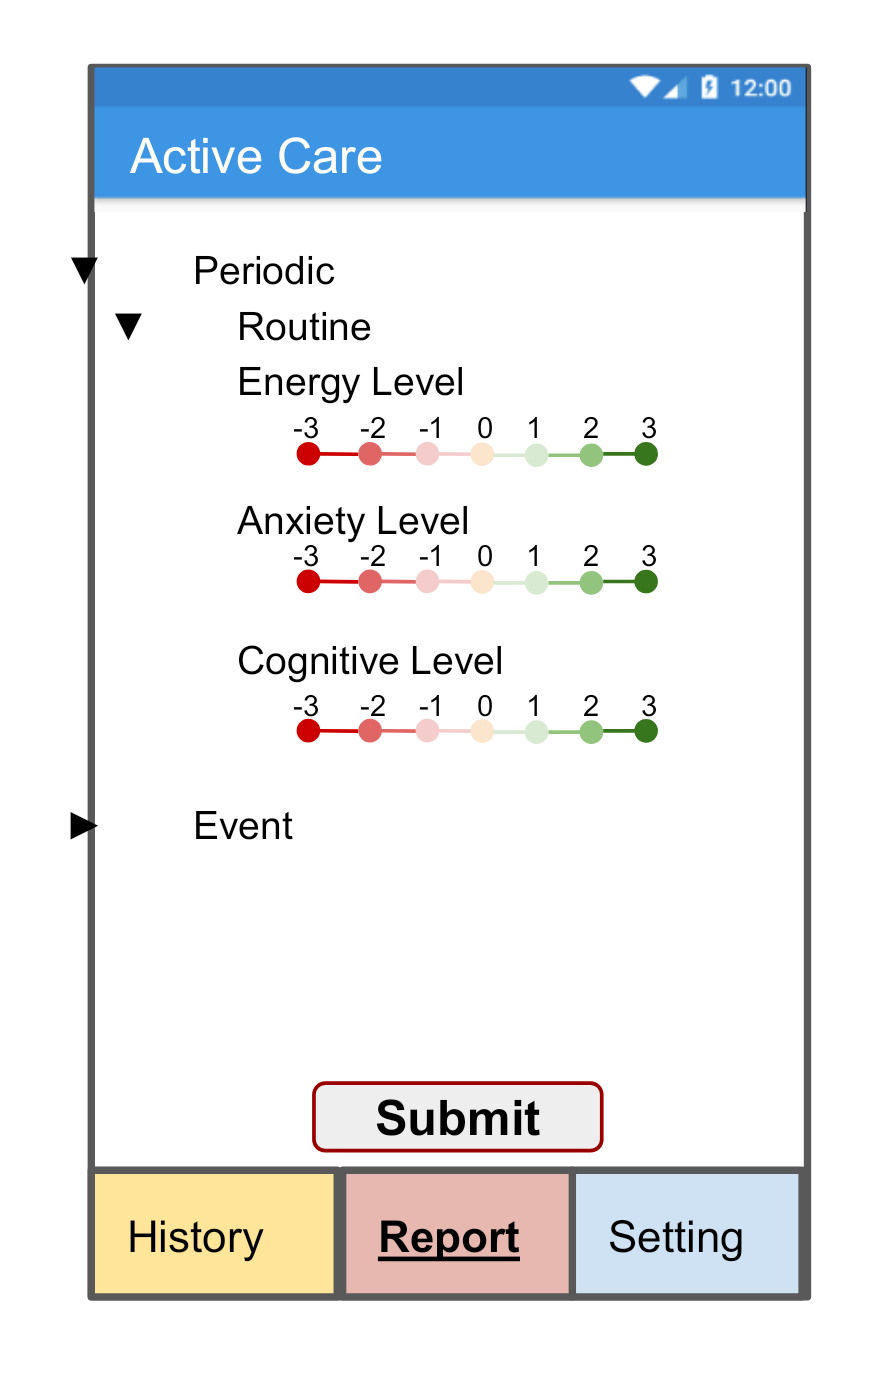 12:00
Active Care
▼ Periodic
▼ Routine
Energy Level
-3 -2 -1 0 1 2 3
Anxiety Level
-3 -2 -1 0 1 2 3
Cognitive Level
-3 -2 -1 0 1 2 3
► Event
Submit
History Report Setting